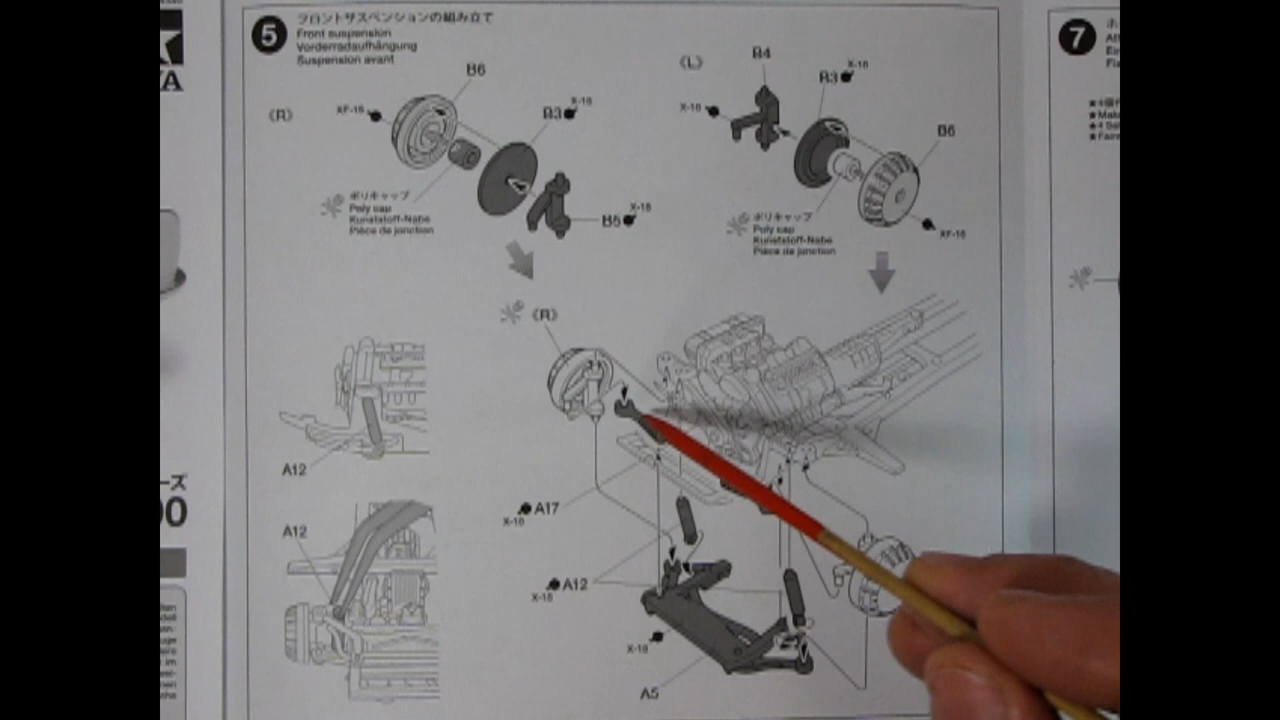 5
フロントサスペンションの組み立て
Front suspension
Vorderradaufhängung
Suspension avant
(R)
XF-16
B6
B3
X-18
ポリキャップ
Poly cap
Kunststoff-Nabe
Pièce de jonction
B5
X-18
(L)
B4
X-18
B3
X-18
B6
ポリキャップ
Poly cap
Kunststoff-Nabe
Pièce de jonction
XF-16
(R)
A12
A12
A17
X-18
A12
X-18
X-18
A5
7